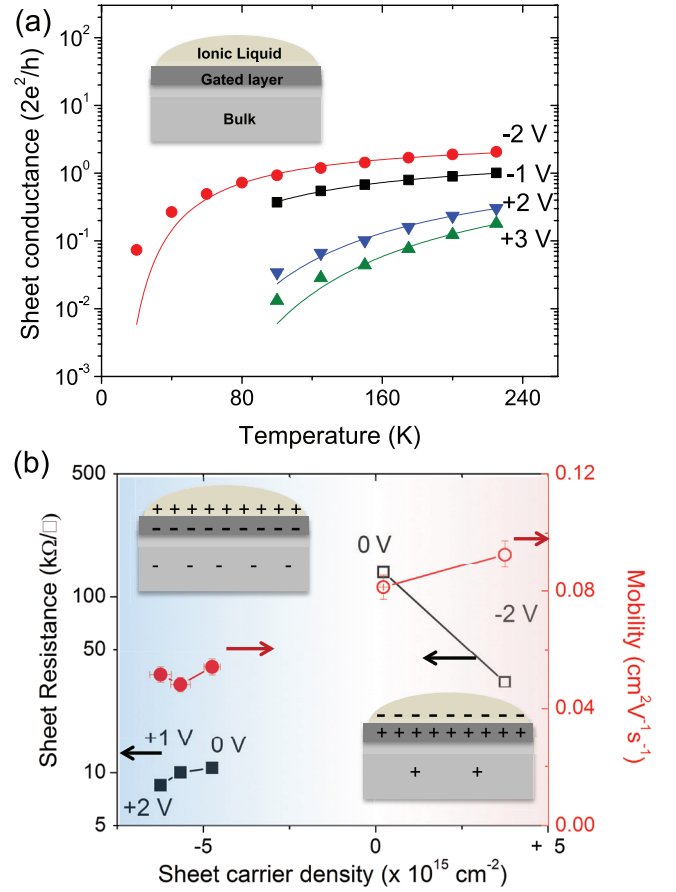 (a)
10²
10¹
10⁰
10⁻¹
10⁻²
10⁻³
Sheet conductance (2e²/h)
Ionic Liquid
Gated layer
Bulk
-2 V
-1 V
+2 V
+3 V
0 80 160 240
Temperature (K)
(b)
500
100
50
10
5
Sheet Resistance (kΩ/□)
+ + + + + + + + +
- - - - - - - - -
- - - - -
0 V
-2 V
+1 V
0 V
+2 V
- - - - - - - -
+ + + + + + + + +
+ +
0.12
0.08
0.04
0.00
Mobility (cm²V⁻¹s⁻¹)
-5 0 + 5
Sheet carrier density (x 10¹⁵ cm⁻²)